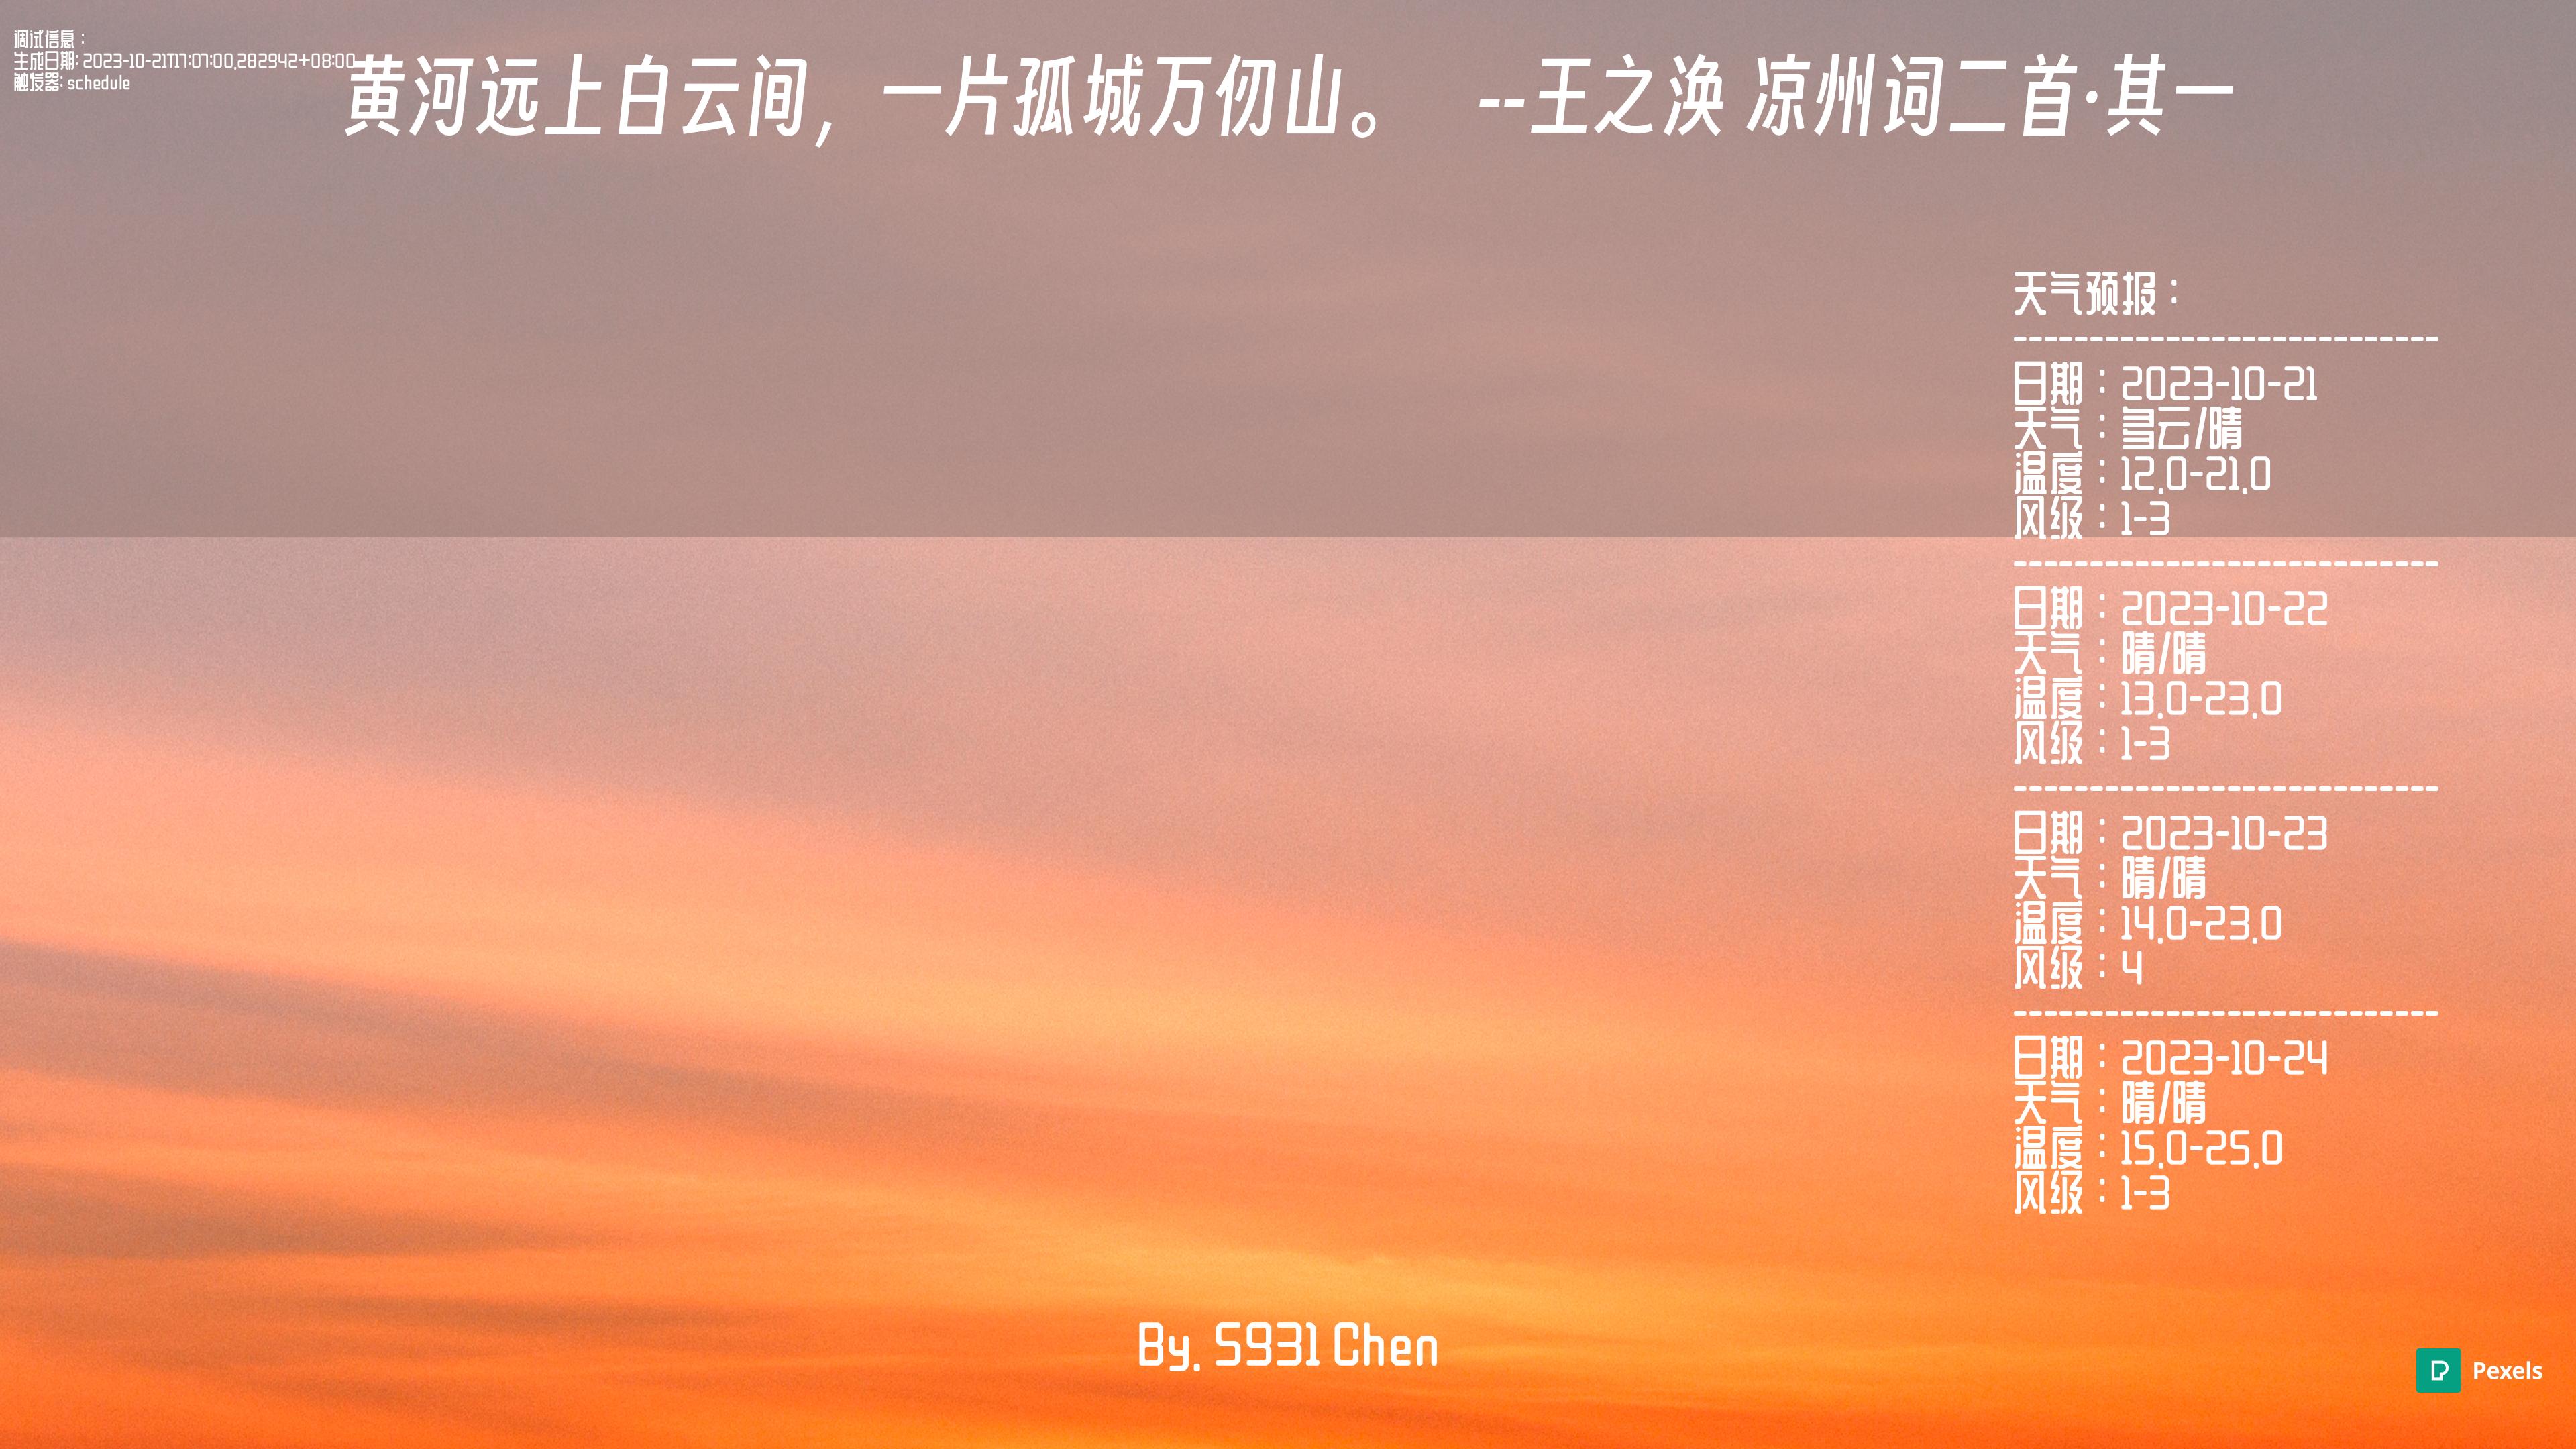 调试信息：
生成日期: 2023-10-21T17:07:00.282942+08:00
触发器: schedule
黄河远上白云间，一片孤城万仞山。 --王之涣 凉州词二首·其一
天气预报：
----------------------------
日期：2023-10-21
天气：多云/晴
温度：12.0-21.0
风级：1-3
----------------------------
日期：2023-10-22
天气：晴/晴
温度：13.0-23.0
风级：1-3
----------------------------
日期：2023-10-23
天气：晴/晴
温度：14.0-23.0
风级：4
----------------------------
日期：2023-10-24
天气：晴/晴
温度：15.0-25.0
风级：1-3
By. S931 Chen
Pexels